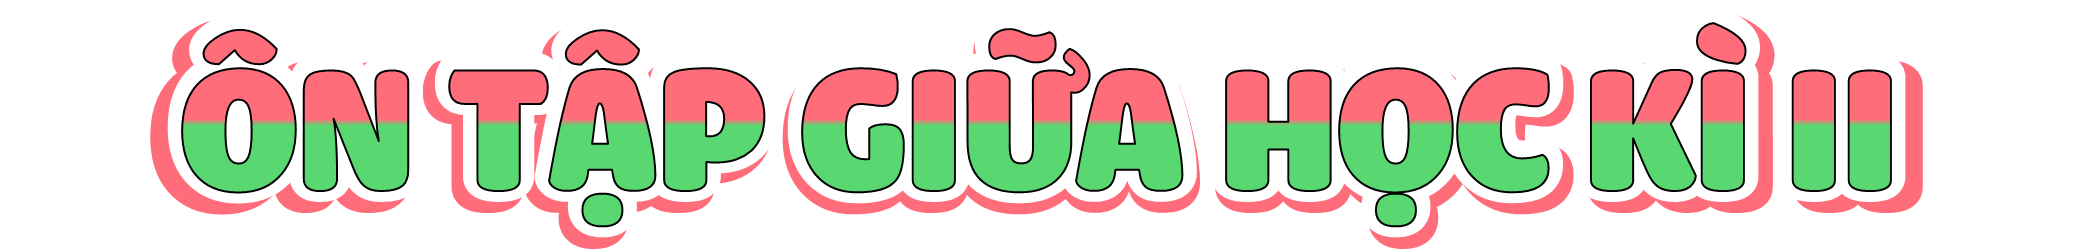 ÔN TẬP GIỮA HỌC KÌ II